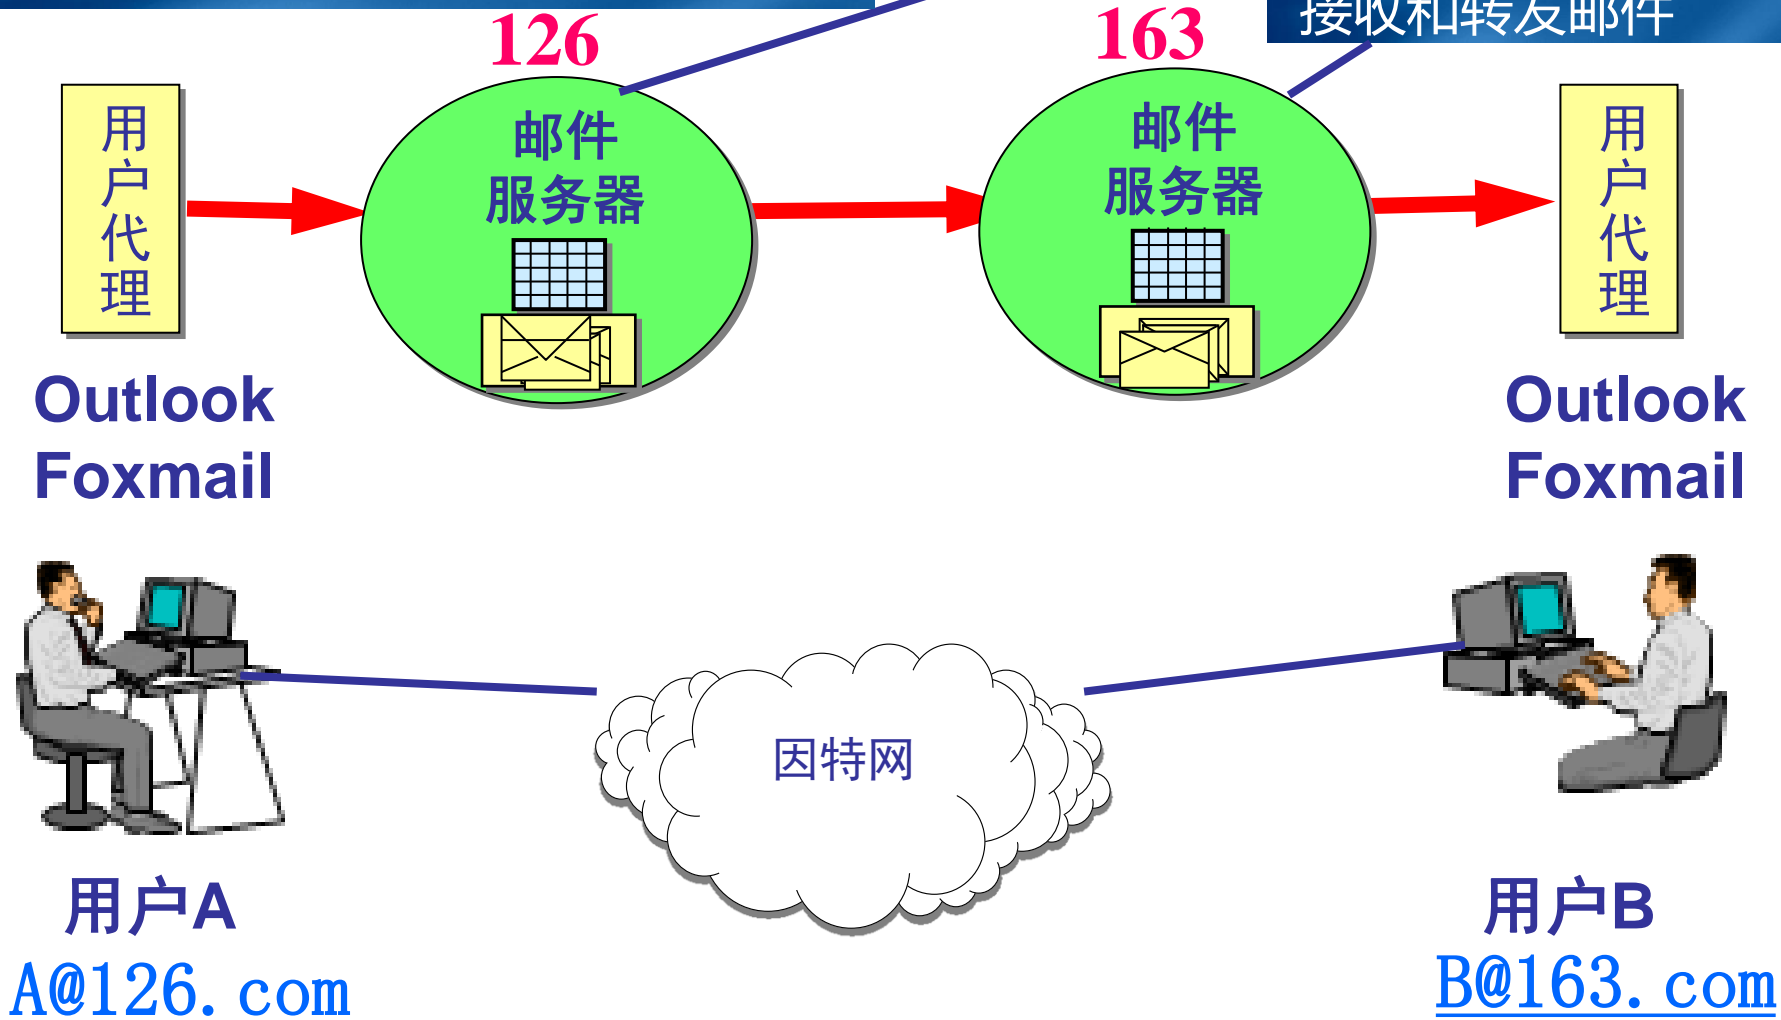 接收和转发邮件
126
163
用户代理
邮件
服务器
邮件
服务器
用户代理
Outlook
Foxmail
Outlook
Foxmail
因特网
用户A
用户B
A@126.com
B@163.com